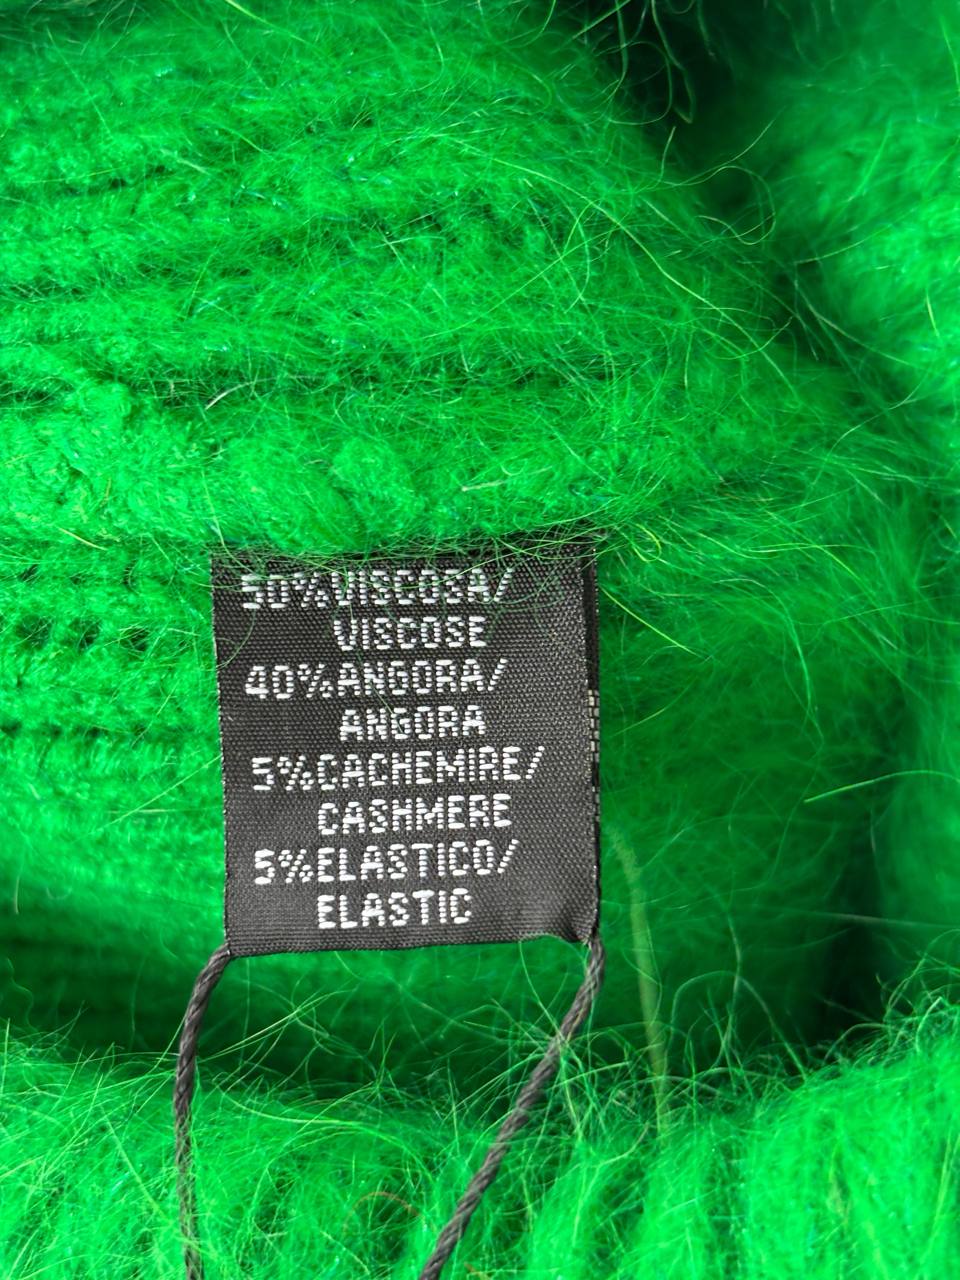 50%VISCOSA/
VISCOSE
40%ANGORA/
ANGORA
5%CACHEMIRE/
CASHMERE
5%ELASTICO/
ELASTIC